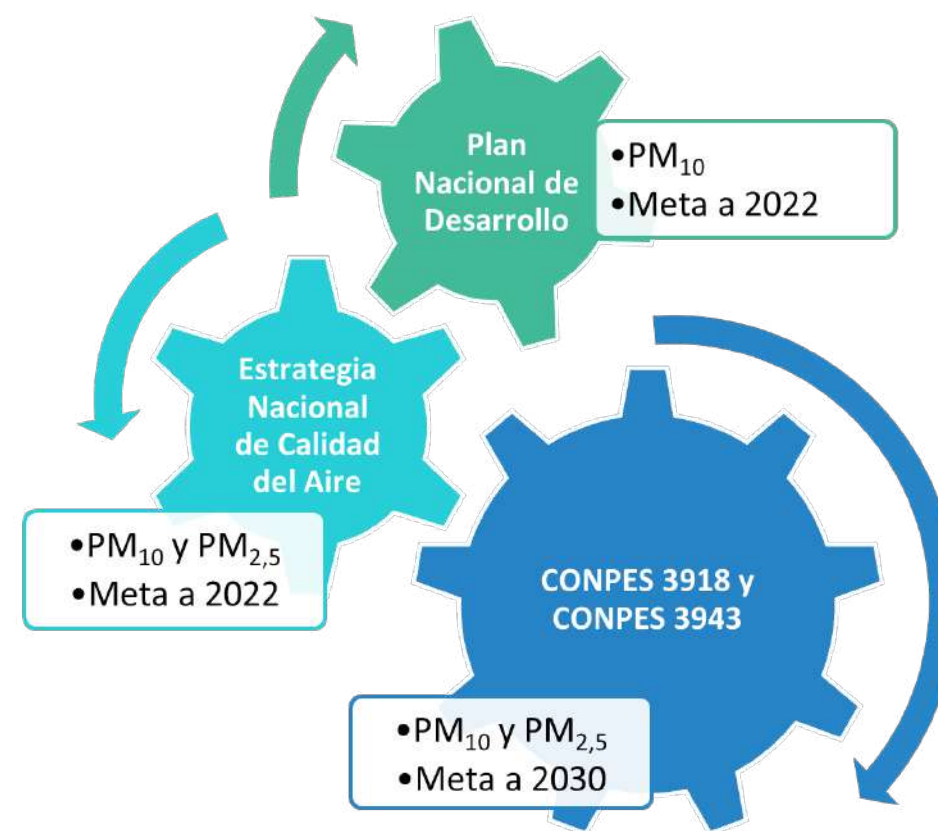 Plan
Nacional de
Desarrollo
•PM₁₀
•Meta a 2022
Estrategia
Nacional
de Calidad
del Aire
•PM₁₀ y PM₂,₅
•Meta a 2022
CONPES 3918 y
CONPES 3943
•PM₁₀ y PM₂,₅
•Meta a 2030